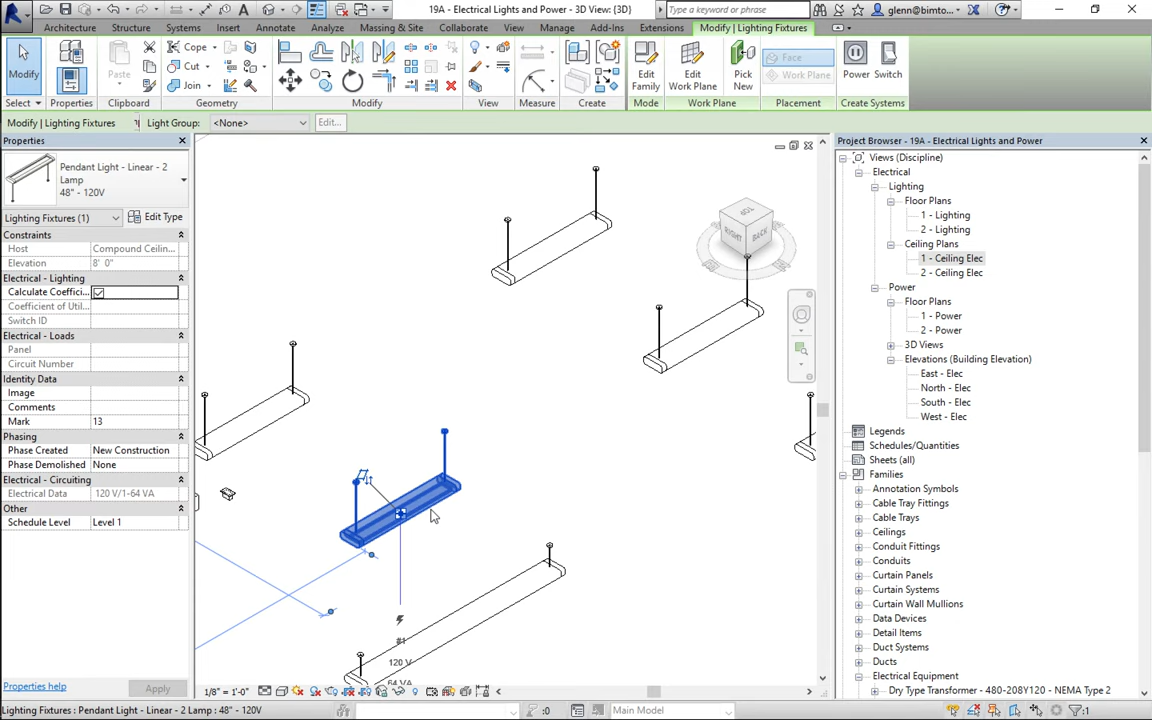 19A - Electrical Lights and Power - 3D View: {3D}
Type a keyword or phrase
glenn@bimto...
Architecture Structure Systems Insert Annotate Analyze Massing & Site Collaborate View Manage Add-Ins Extensions Modify | Lighting Fixtures
Modify
Paste
Cope
Cut
Join
Edit Family
Edit Work Plane
Pick New
Face
Work Plane
Power
Switch
Select Properties Clipboard Geometry Modify View Measure Create Mode Work Plane Placement Create Systems
Modify | Lighting Fixtures
Light Group:
<None>
Edit...
Properties
Pendant Light - Linear - 2 Lamp
48" - 120V
Lighting Fixtures (1)
Edit Type
Constraints
Host Compound Ceilin...
Elevation 8' 0"
Electrical - Lighting
Calculate Coeffici...
Coefficient of Util...
Switch ID
Electrical - Loads
Panel
Circuit Number
Identity Data
Image
Comments
Mark 13
Phasing
Phase Created New Construction
Phase Demolished None
Electrical - Circuiting
Electrical Data 120 V/1-64 VA
Other
Schedule Level Level 1
Properties help
Apply
TOP
RIGHT
BACK
#1
120 V
64 VA
1/8" = 1'-0"
Project Browser - 19A - Electrical Lights and Power
Views (Discipline)
Electrical
Lighting
Floor Plans
1 - Lighting
2 - Lighting
Ceiling Plans
1 - Ceiling Elec
2 - Ceiling Elec
Power
Floor Plans
1 - Power
2 - Power
3D Views
Elevations (Building Elevation)
East - Elec
North - Elec
South - Elec
West - Elec
Legends
Schedules/Quantities
Sheets (all)
Families
Annotation Symbols
Cable Tray Fittings
Cable Trays
Ceilings
Conduit Fittings
Conduits
Curtain Panels
Curtain Systems
Curtain Wall Mullions
Data Devices
Detail Items
Duct Systems
Ducts
Electrical Equipment
Dry Type Transformer - 480-208Y120 - NEMA Type 2
Lighting Fixtures : Pendant Light - Linear - 2 Lamp : 48" - 120V
:0
Main Model
:1